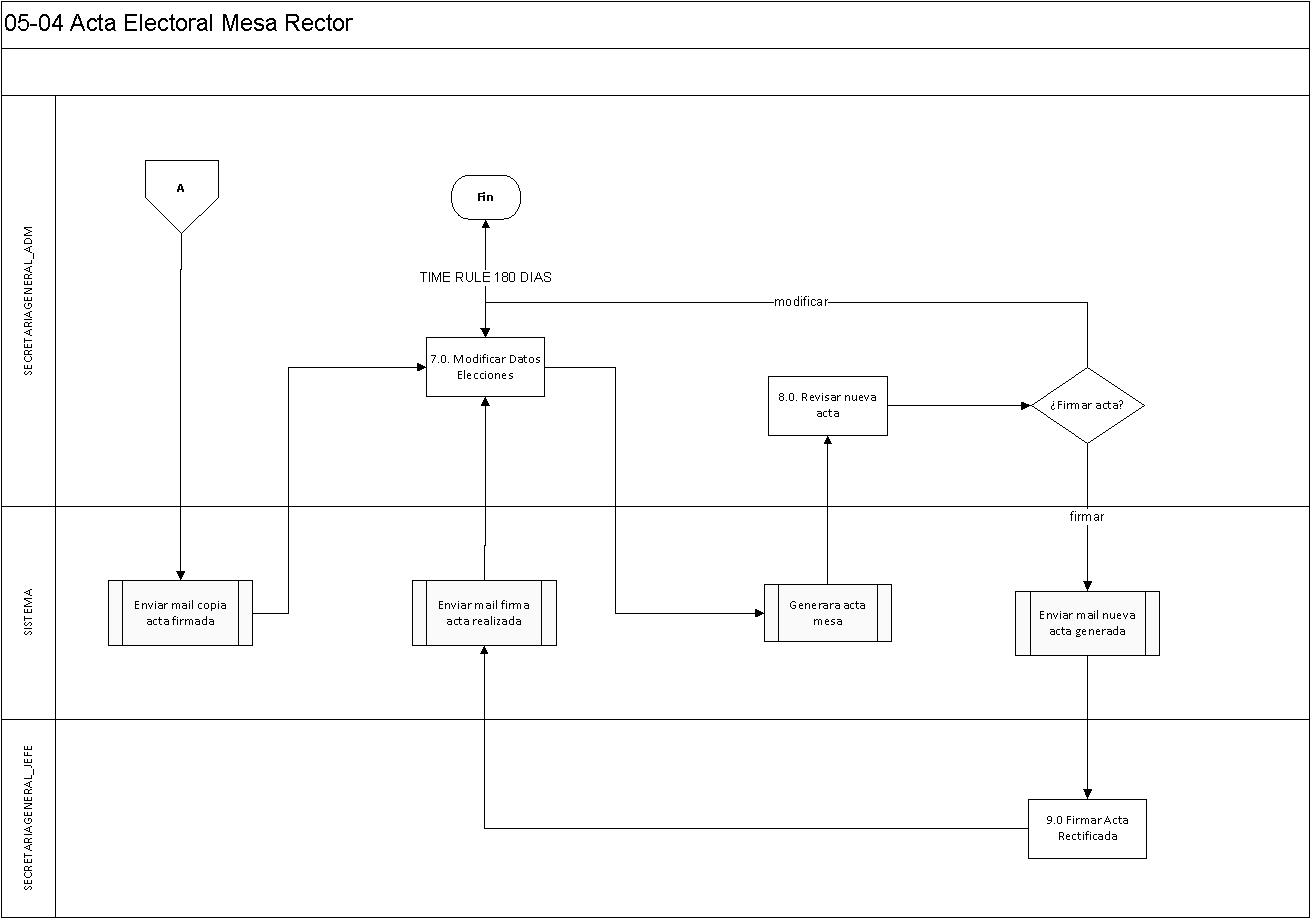 05-04 Acta Electoral Mesa Rector
SECRETARIAGENERAL_ADM
A
Fin
TIME RULE 180 DIAS
modificar
7.0. Modificar Datos
Elecciones
8.0. Revisar nueva
acta
¿Firmar acta?
firmar
SISTEMA
Enviar mail copia
acta firmada
Enviar mail firma
acta realizada
Generara acta
mesa
Enviar mail nueva
acta generada
SECRETARIAGENERAL_JEFE
9.0 Firmar Acta
Rectificada